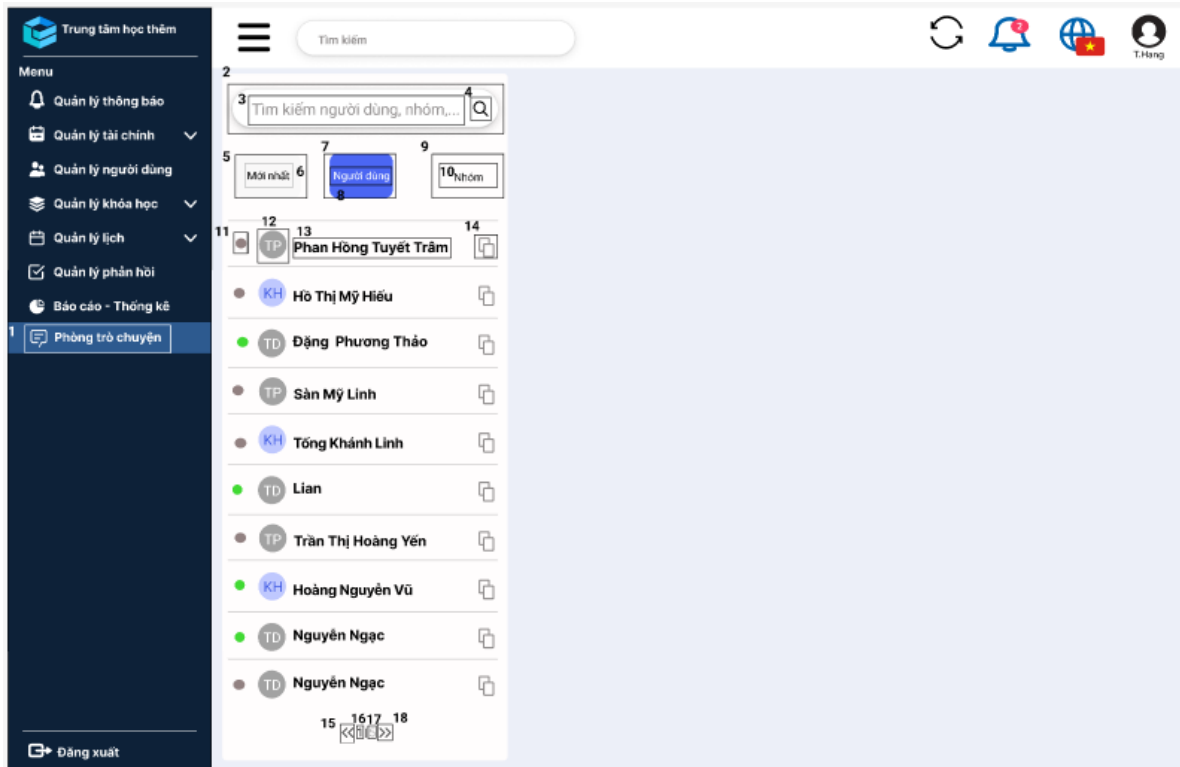 Trung tâm học thêm
Tìm kiếm
2
T.Hang
Menu
Quản lý thông báo
Quản lý tài chính
Quản lý người dùng
Quản lý khóa học
Quản lý lịch
Quản lý phản hồi
Báo cáo - Thống kê
1 Phòng trò chuyện
Đăng xuất
2
3 Tìm kiếm người dùng, nhóm,... 4
5 Mới nhất 6
7 Người dùng 8
9
10 Nhóm
11 12 TP 13 Phan Hồng Tuyết Trâm 14
KH Hồ Thị Mỹ Hiếu
TD Đặng Phương Thảo
TP Sàn Mỹ Linh
KH Tống Khánh Linh
TD Lian
TP Trần Thị Hoàng Yến
KH Hoàng Nguyễn Vũ
TD Nguyễn Ngạc
TD Nguyễn Ngạc
15 << 16 1 17 >> 18